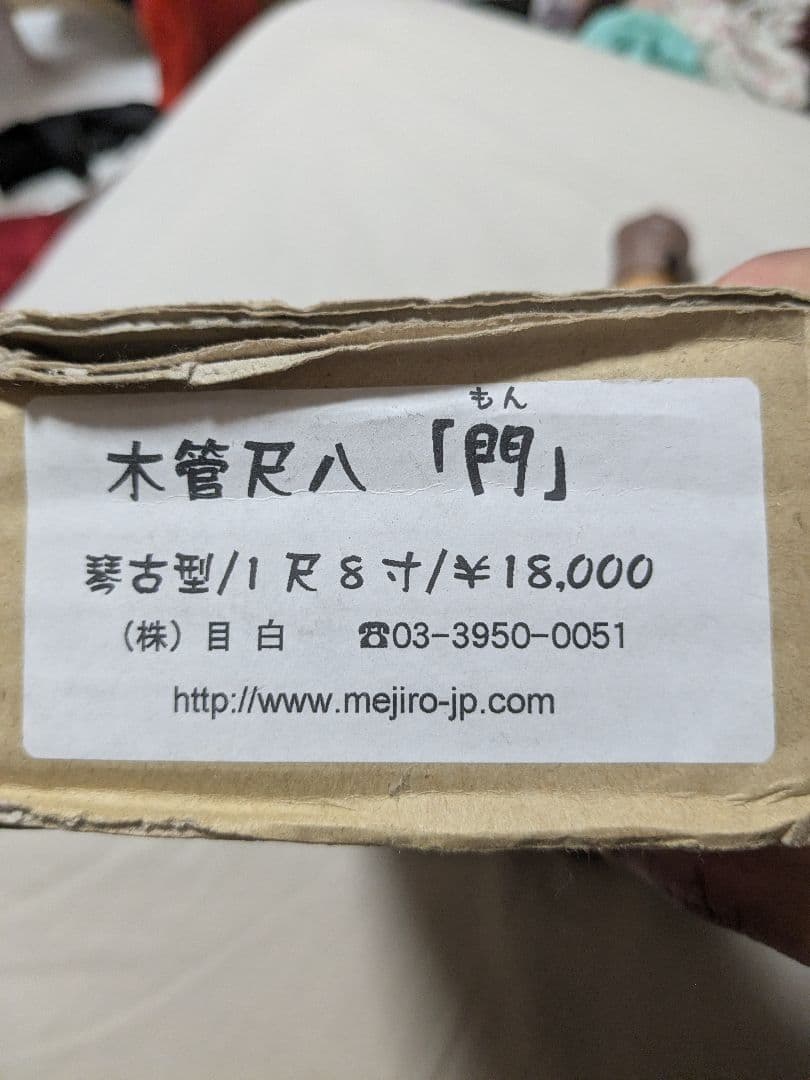 もん
木管尺八「門」
琴古型/1尺8寸/¥18,000
（株）目白 ☎03-3950-0051
http://www.mejiro-jp.com